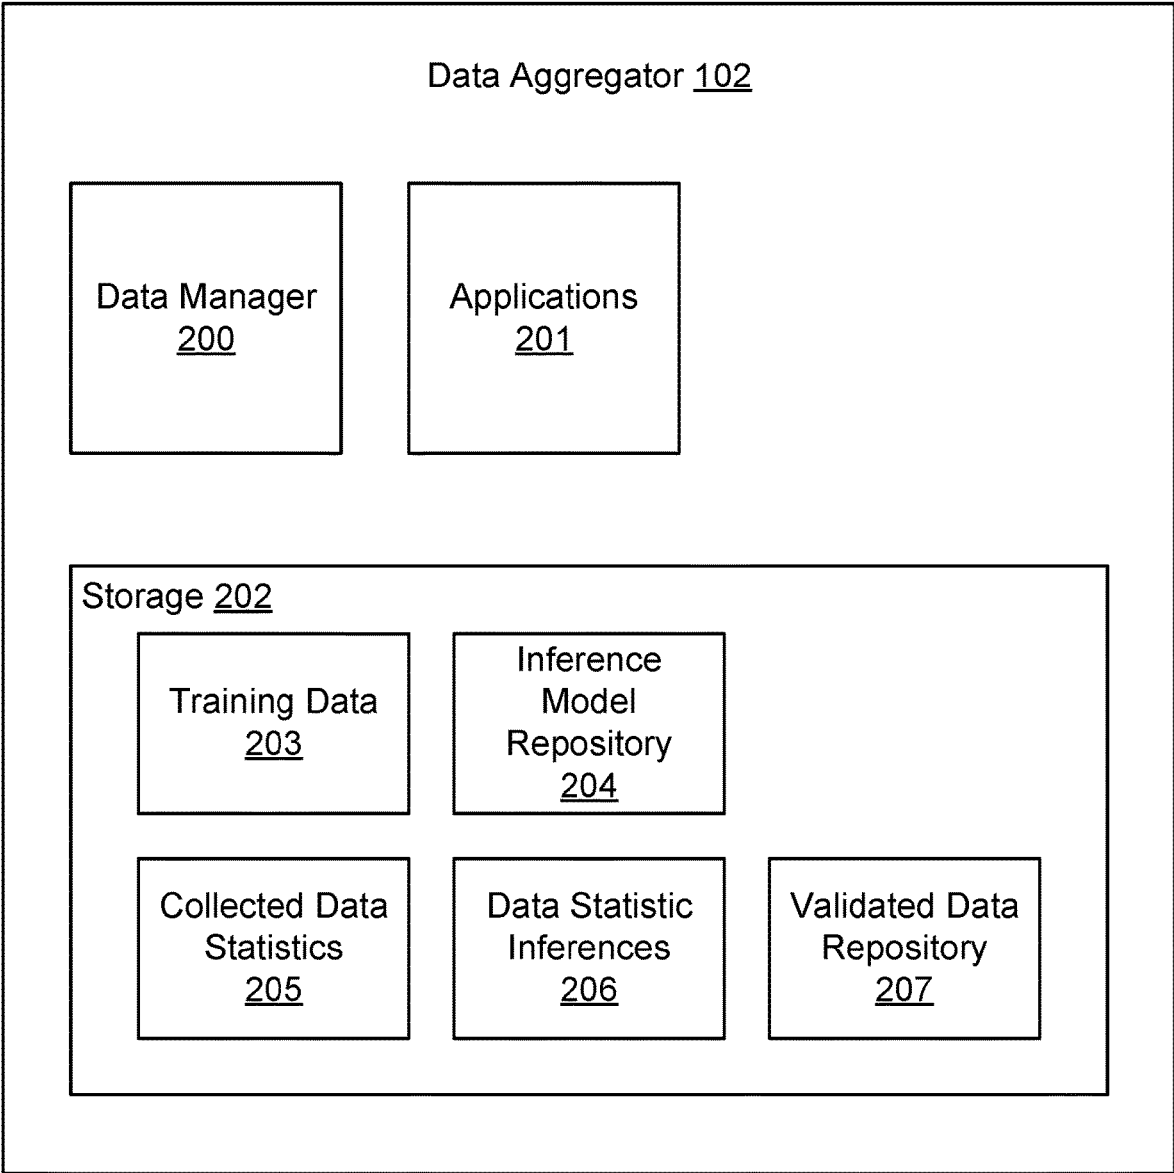 Data Aggregator 102
Data Manager
200
Applications
201
Storage 202
Training Data
203
Inference
Model
Repository
204
Collected Data
Statistics
205
Data Statistic
Inferences
206
Validated Data
Repository
207